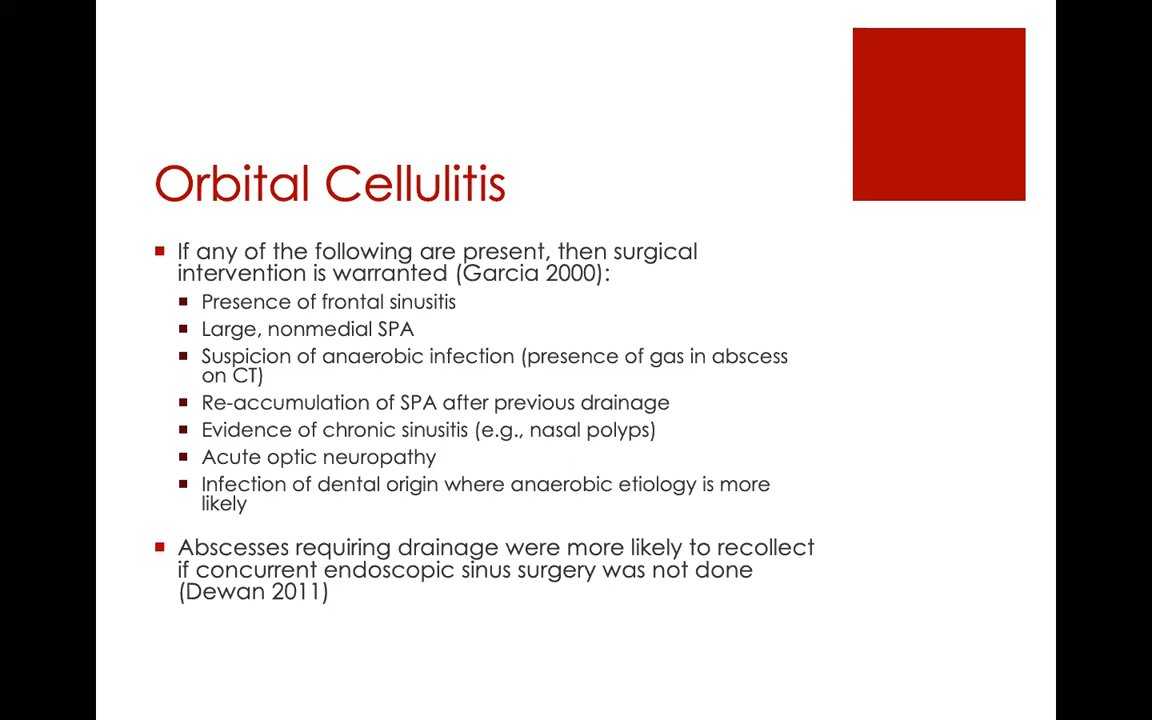 Orbital Cellulitis
If any of the following are present, then surgical
intervention is warranted (Garcia 2000):
Presence of frontal sinusitis
Large, nonmedial SPA
Suspicion of anaerobic infection (presence of gas in abscess
on CT)
Re-accumulation of SPA after previous drainage
Evidence of chronic sinusitis (e.g., nasal polyps)
Acute optic neuropathy
Infection of dental origin where anaerobic etiology is more
likely
Abscesses requiring drainage were more likely to recollect
if concurrent endoscopic sinus surgery was not done
(Dewan 2011)